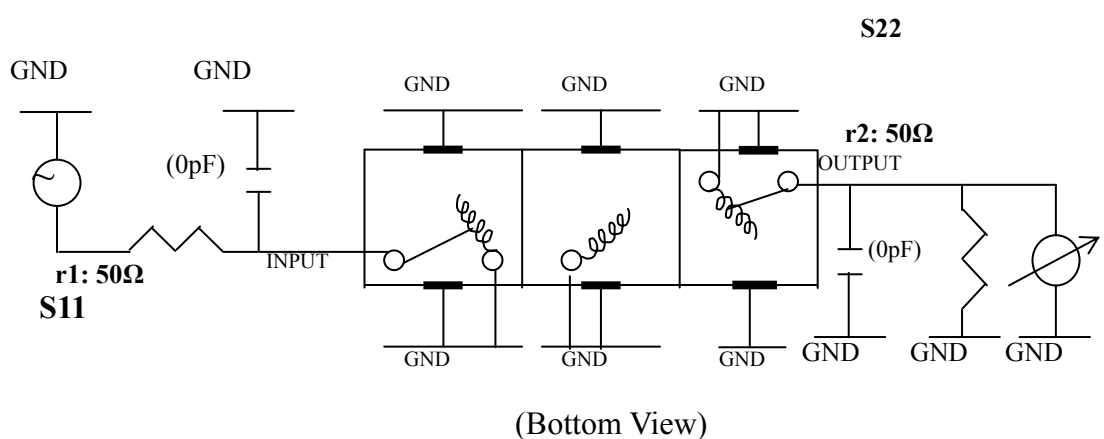 S22
GND
GND
GND
GND
GND
r2: 50Ω
(0pF)
OUTPUT
INPUT
(0pF)
r1: 50Ω
S11
GND
GND
GND
GND
GND
GND
(Bottom View)